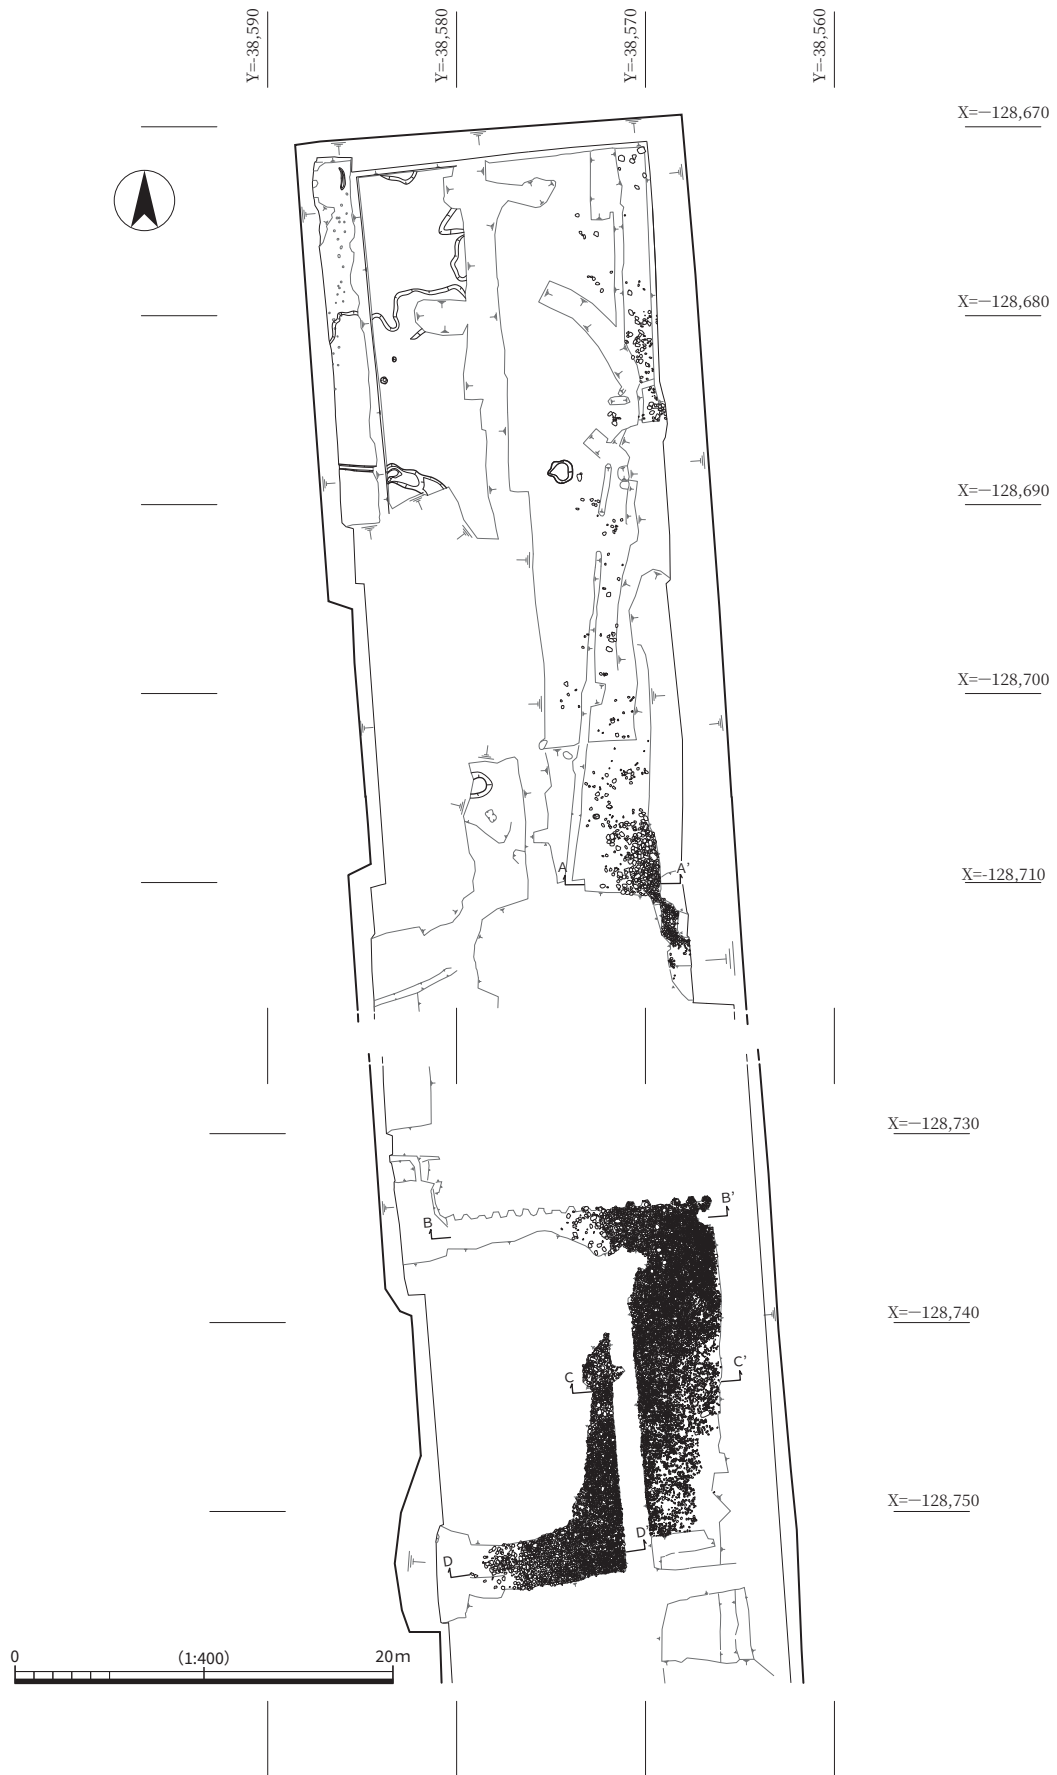 Y=-38,590
Y=-38,580
Y=-38,570
Y=-38,560
X=−128,670
X=−128,680
X=−128,690
X=−128,700
A
A'
X=-128,710
X=−128,730
B
B'
X=−128,740
C
C'
X=−128,750
D
D'
0
(1:400)
20m